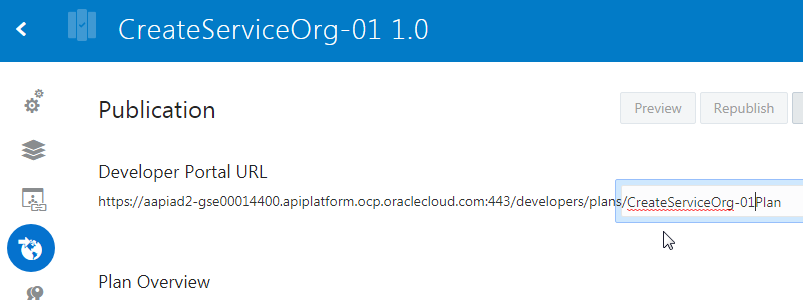 CreateServiceOrg-01 1.0
Publication
Preview Republish
Developer Portal URL
https://aapiad2-gse00014400.apiplatform.ocp.oraclecloud.com:443/developers/plans/CreateServiceOrg-01Plan
Plan Overview